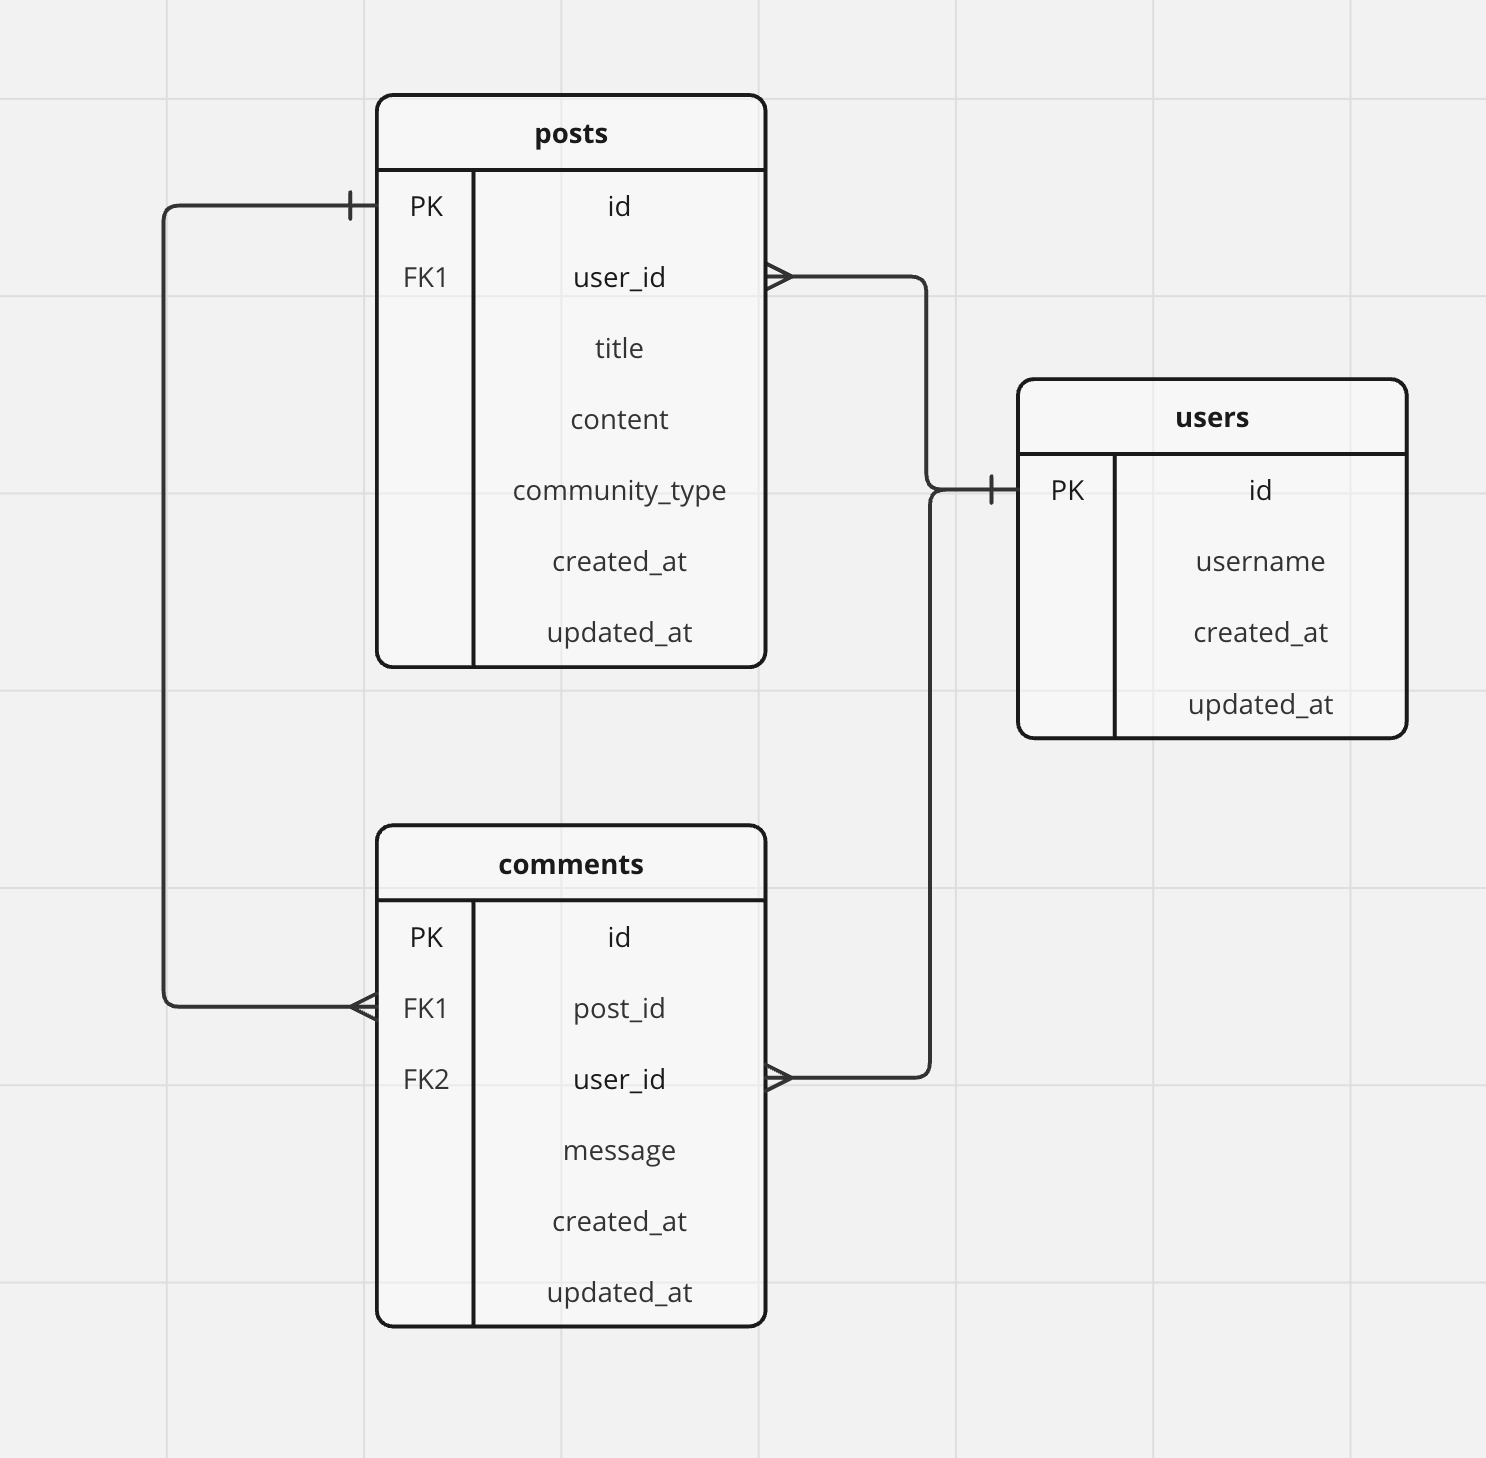 posts
PK id
FK1 user_id
title
content
community_type
created_at
updated_at
users
PK id
username
created_at
updated_at
comments
PK id
FK1 post_id
FK2 user_id
message
created_at
updated_at